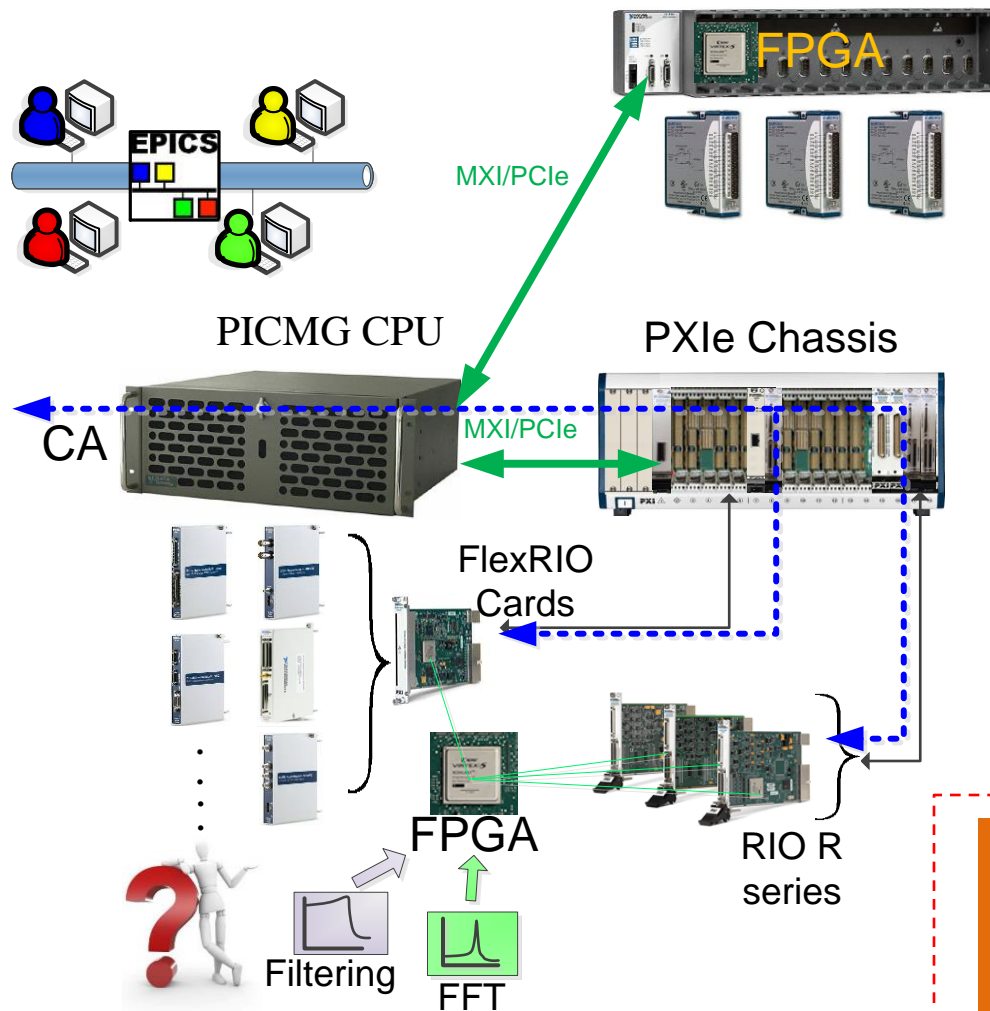 FPGA
EPICS
MXI/PCIe
PICMG CPU
PXIe Chassis
CA
MXI/PCIe
FlexRIO
Cards
FPGA
RIO R
series
Filtering
FFT